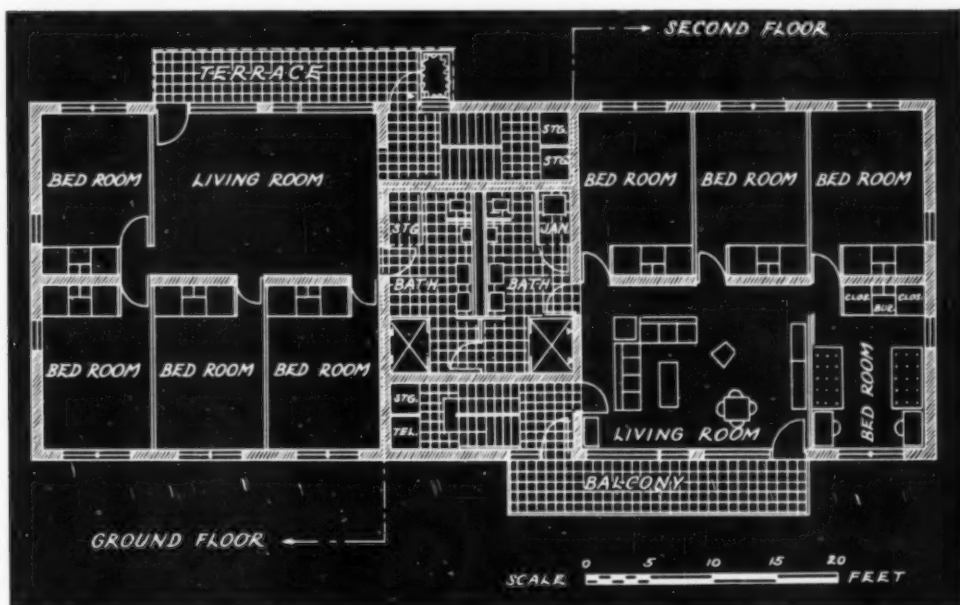 SECOND FLOOR
TERRACE
STG.
STG.
BED ROOM
LIVING ROOM
BED ROOM
BED ROOM
BED ROOM
STG
JAN.
BATH
BATH
CLOS.
BUR.
CLOS.
BED ROOM
BED ROOM
BED ROOM
BED ROOM
STG.
TEL.
LIVING ROOM
BALCONY
GROUND FLOOR
0 5 10 15 20
SCALE FEET